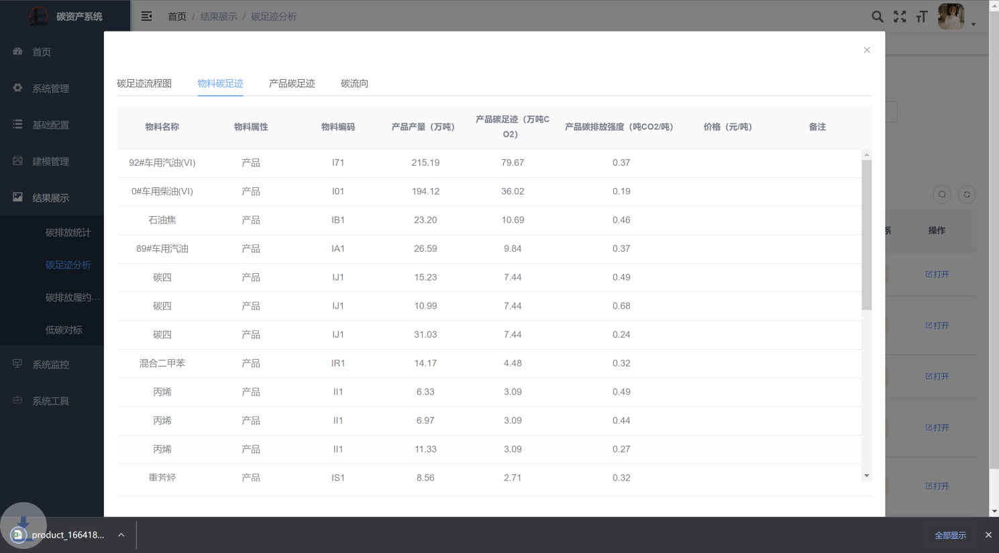 碳资产系统
首页 / 结果展示 / 碳足迹分析
首页
系统管理
基础配置
建模管理
结果展示
碳排放统计
碳足迹分析
碳排放履约...
低碳对标
系统监控
系统工具
碳足迹流程图 物料碳足迹 产品碳足迹 碳流向
物料名称 物料属性 物料编码 产品产量（万吨） 产品碳足迹（万吨C
O2） 产品碳排放强度（吨CO2/吨） 价格（元/吨） 备注
92#车用汽油(VI) 产品 I71 215.19 79.67 0.37
0#车用柴油(VI) 产品 I01 194.12 36.02 0.19
石油焦 产品 IB1 23.20 10.69 0.46
89#车用汽油 产品 IA1 26.59 9.84 0.37
碳四 产品 IJ1 15.23 7.44 0.49
碳四 产品 IJ1 10.99 7.44 0.68
碳四 产品 IJ1 31.03 7.44 0.24
混合二甲苯 产品 IR1 14.17 4.48 0.32
丙烯 产品 II1 6.33 3.09 0.49
丙烯 产品 II1 6.97 3.09 0.44
丙烯 产品 II1 11.33 3.09 0.27
重芳烃 产品 IS1 8.56 2.71 0.32
系 操作
打开
打开
打开
打开
打开
product_166418...
全部显示